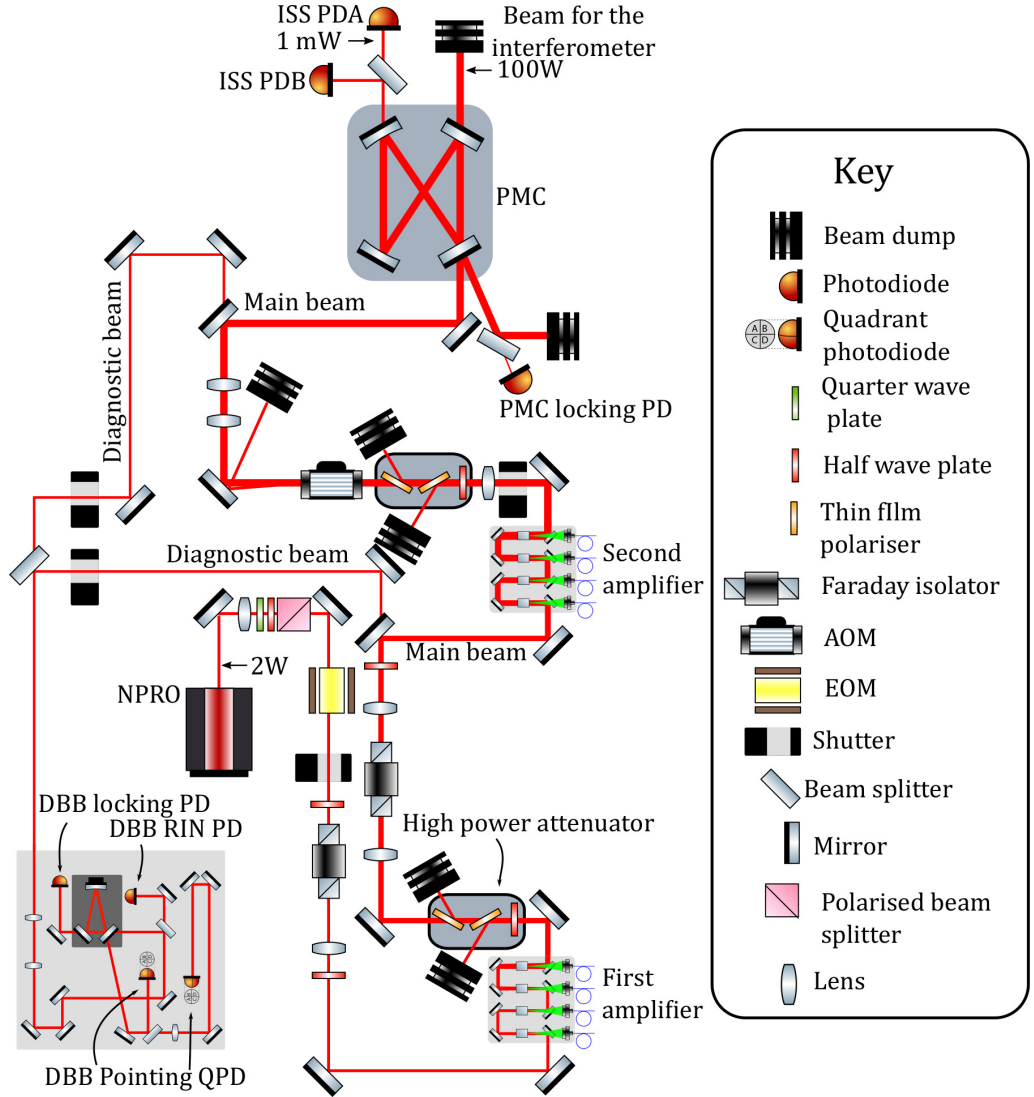 ISS PDA
1 mW
Beam for the
interferometer
100W
ISS PDB
PMC
Main beam
Diagnostic beam
PMC locking PD
Diagnostic beam
Second
amplifier
Main beam
2W
NPRO
DBB locking PD
DBB RIN PD
High power attenuator
First
amplifier
DBB Pointing QPD
Key
Beam dump
Photodiode
A B
C D
Quadrant
photodiode
Quarter wave
plate
Half wave plate
Thin fIlm
polariser
Faraday isolator
AOM
EOM
Shutter
Beam splitter
Mirror
Polarised beam
splitter
Lens